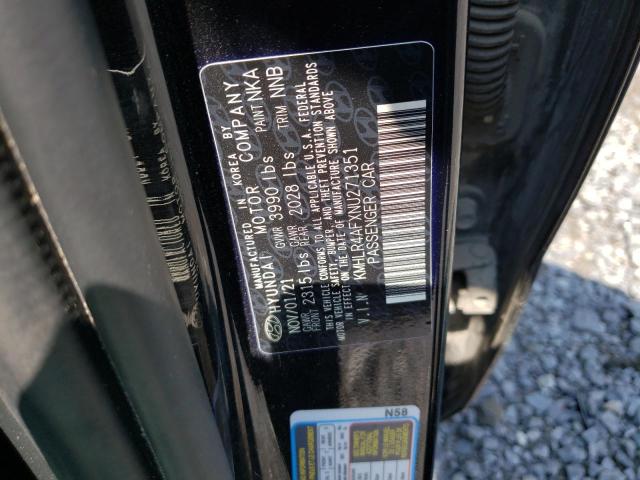 MANUFACTURED IN KOREA BY
HYUNDAI MOTOR COMPANY
NOV/01/21 GVWR 3990 lbs PAINT NKA
GAWR FRONT 2315 lbs GAWR REAR 2028 lbs TRIM NNB
THIS VEHICLE CONFORMS TO ALL APPLICABLE U.S.A. FEDERAL
MOTOR VEHICLE SAFETY, BUMPER, AND THEFT PREVENTION STANDARDS
IN EFFECT ON THE DATE OF MANUFACTURE SHOWN ABOVE.
V.I.N KMHLR4AFXNU271351
PASSENGER CAR
N58